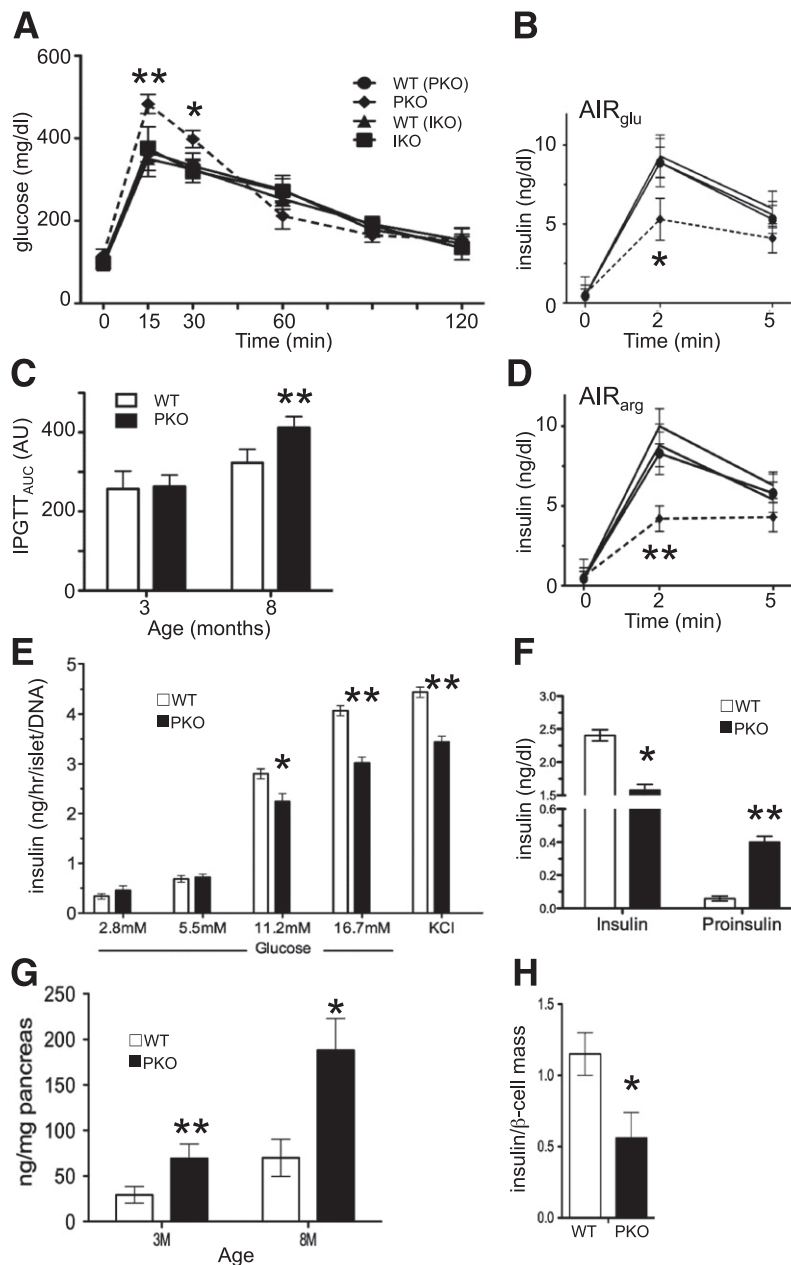 A
600
400
200
0
glucose (mg/dl)
**
*
WT (PKO)
PKO
WT (IKO)
IKO
0 15 30 60 120
Time (min)
B
AIRglu
10
5
0
insulin (ng/dl)
*
0 2 5
Time (min)
C
WT
PKO
400
200
0
IPGTTAUC (AU)
**
3 8
Age (months)
D
AIRarg
10
5
0
insulin (ng/dl)
**
0 2 5
Time (min)
E
5
4
3
2
1
0
insulin (ng/hr/islet/DNA)
WT
PKO
*
**
**
2.8mM 5.5mM 11.2mM 16.7mM KCl
Glucose
F
3.0
2.5
2.0
1.5
0.6
0.4
0.2
0.0
insulin (ng/dl)
WT
PKO
*
**
Insulin Proinsulin
G
250
200
150
100
50
0
ng/mg pancreas
WT
PKO
**
*
3M 8M
Age
H
1.5
1.0
0.5
0.0
insulin/β-cell mass
*
WT PKO